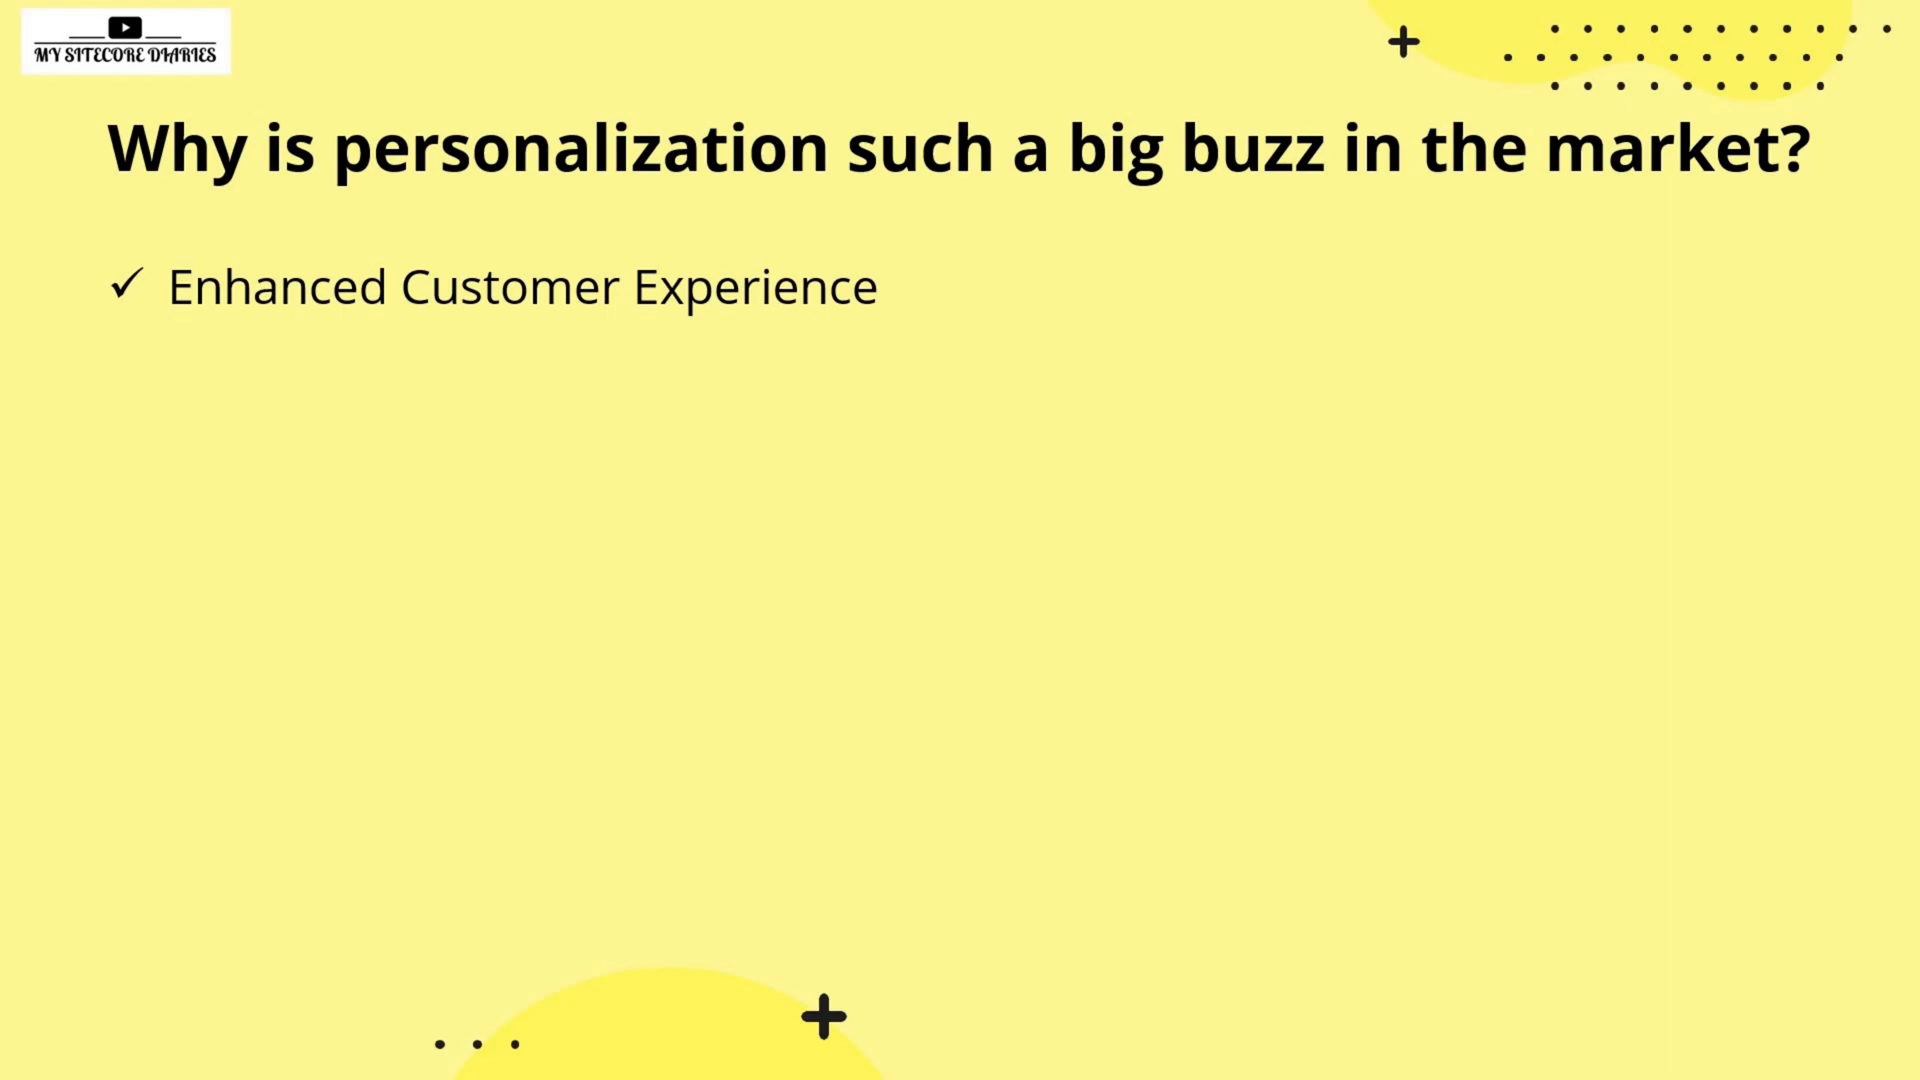 MY SITECORE DIARIES
Why is personalization such a big buzz in the market?
✓ Enhanced Customer Experience